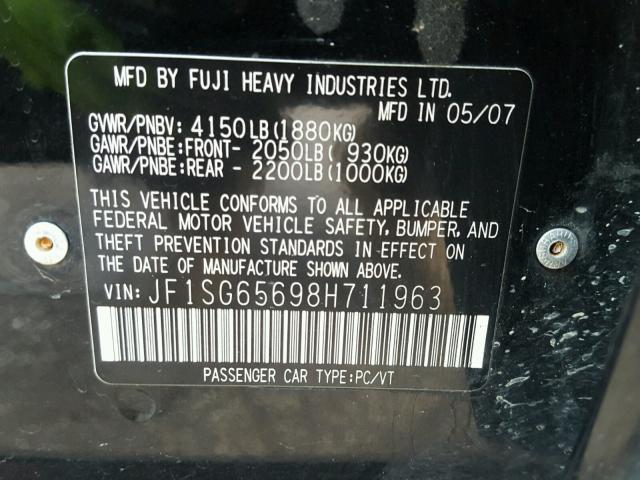 MFD BY FUJI HEAVY INDUSTRIES LTD.
MFD IN 05/07
GVWR/PNBV: 4150LB(1880KG)
GAWR/PNBE:FRONT- 2050LB( 930KG)
GAWR/PNBE:REAR - 2200LB(1000KG)
THIS VEHICLE CONFORMS TO ALL APPLICABLE
FEDERAL MOTOR VEHICLE SAFETY, BUMPER, AND
THEFT PREVENTION STANDARDS IN EFFECT ON
THE DATE OF MANUFACTURE SHOWN ABOVE.
VIN: JF1SG65698H711963
PASSENGER CAR TYPE:PC/VT